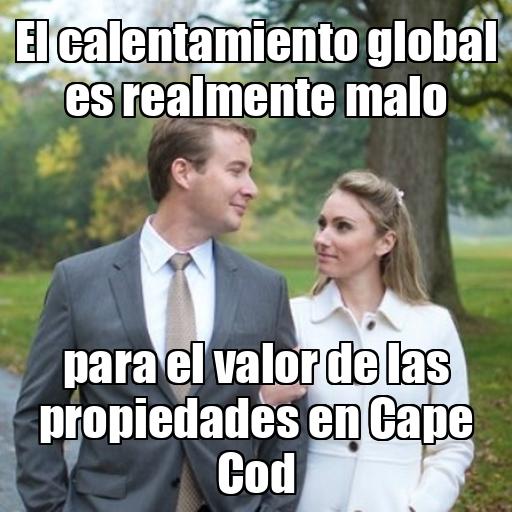 El calentamiento global
es realmente malo
para el valor de las
propiedades en Cape
Cod